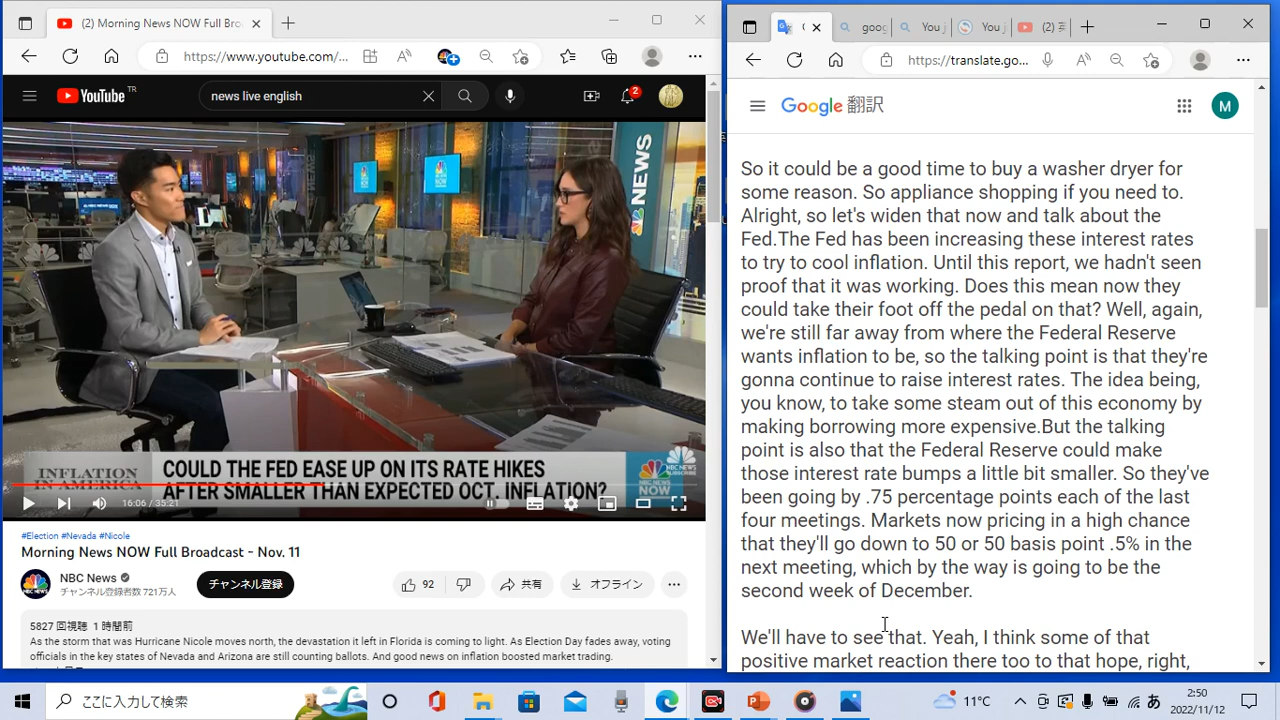 (2) Morning News NOW Full Bro
https://www.youtube.com/...
YouTube TR
news live english
2
NBC NEWS
INFLATION IN AMERICA
COULD THE FED EASE UP ON ITS RATE HIKES
AFTER SMALLER THAN EXPECTED OCT. INFLATION?
NBC NEWS
SUBSCRIBE
NBC NEWS
NOW
16:06 / 35:21
#Election #Nevada #Nicole
Morning News NOW Full Broadcast - Nov. 11
NBC News
チャンネル登録者数 721万人
チャンネル登録
92
共有
オフライン
5827 回視聴 1 時間前
As the storm that was Hurricane Nicole moves north, the devastation it left in Florida is coming to light. As Election Day fades away, voting
officials in the key states of Nevada and Arizona are still counting ballots. And good news on inflation boosted market trading.
goog
You j
You j
(2) 
https://translate.go...
Google 翻訳
M
So it could be a good time to buy a washer dryer for
some reason. So appliance shopping if you need to.
Alright, so let's widen that now and talk about the
Fed.The Fed has been increasing these interest rates
to try to cool inflation. Until this report, we hadn't seen
proof that it was working. Does this mean now they
could take their foot off the pedal on that? Well, again,
we're still far away from where the Federal Reserve
wants inflation to be, so the talking point is that they're
gonna continue to raise interest rates. The idea being,
you know, to take some steam out of this economy by
making borrowing more expensive.But the talking
point is also that the Federal Reserve could make
those interest rate bumps a little bit smaller. So they've
been going by .75 percentage points each of the last
four meetings. Markets now pricing in a high chance
that they'll go down to 50 or 50 basis point .5% in the
next meeting, which by the way is going to be the
second week of December.
We'll have to see that. Yeah, I think some of that
positive market reaction there too to that hope, right,
ここに入力して検索
11°C
あ
2:50
2022/11/12